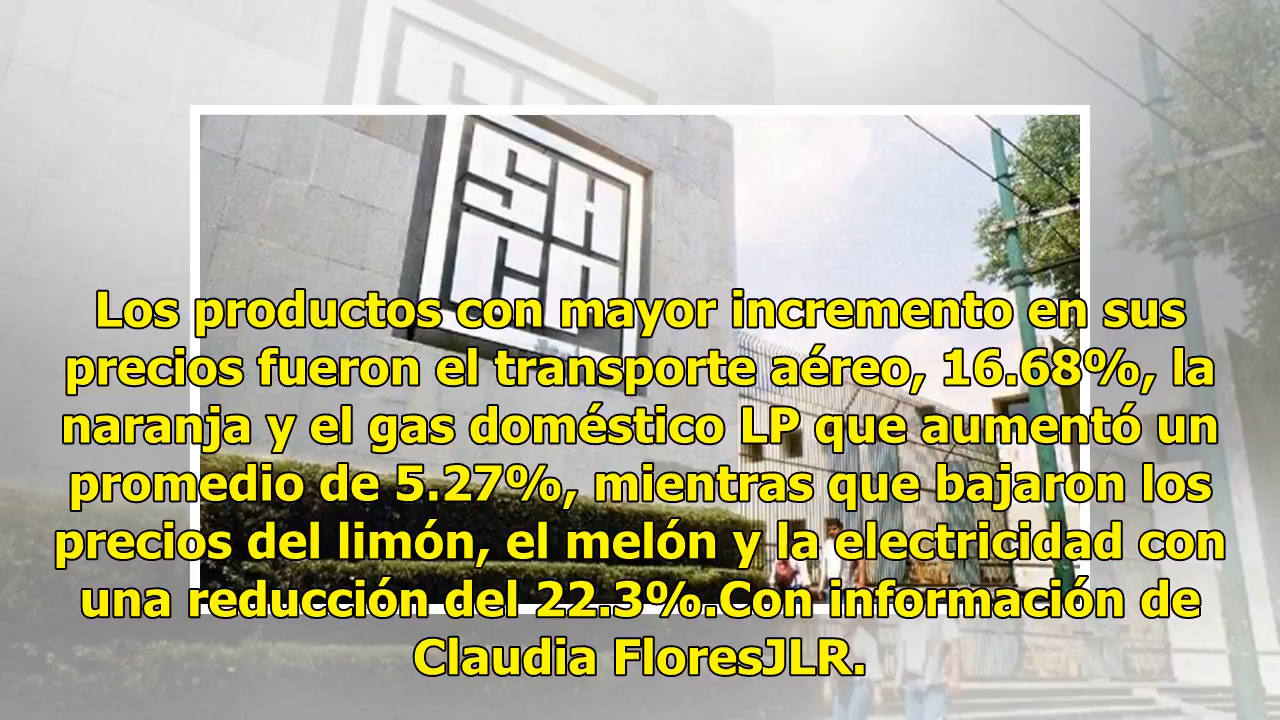 SH
CP
Los productos con mayor incremento en sus
precios fueron el transporte aéreo, 16.68%, la
naranja y el gas doméstico LP que aumentó un
promedio de 5.27%, mientras que bajaron los
precios del limón, el melón y la electricidad con
una reducción del 22.3%.Con información de
Claudia FloresJLR.